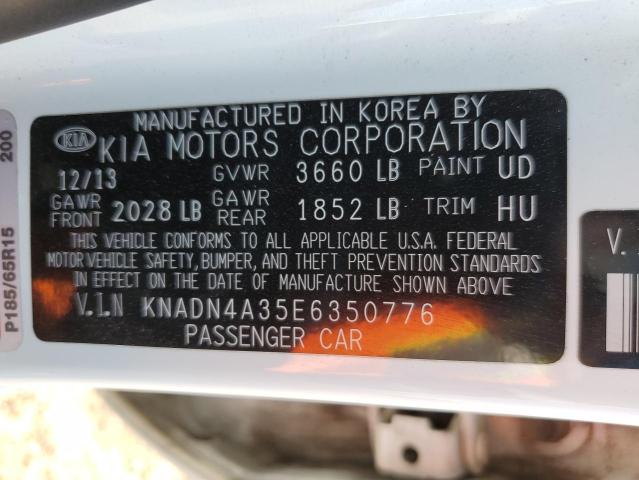 MANUFACTURED IN KOREA BY
KIA KIA MOTORS CORPORATION
12/13 GVWR 3660 LB PAINT UD
GAWR FRONT 2028 LB GAWR REAR 1852 LB TRIM HU
THIS VEHICLE CONFORMS TO ALL APPLICABLE U.S.A. FEDERAL
MOTOR VEHICLE SAFETY, BUMPER, AND THEFT PREVENTION STANDARDS
IN EFFECT ON THE DATE OF MANUFACTURE SHOWN ABOVE
V.I.N KNADN4A35E6350776
PASSENGER CAR
P185/65R15 200
V.